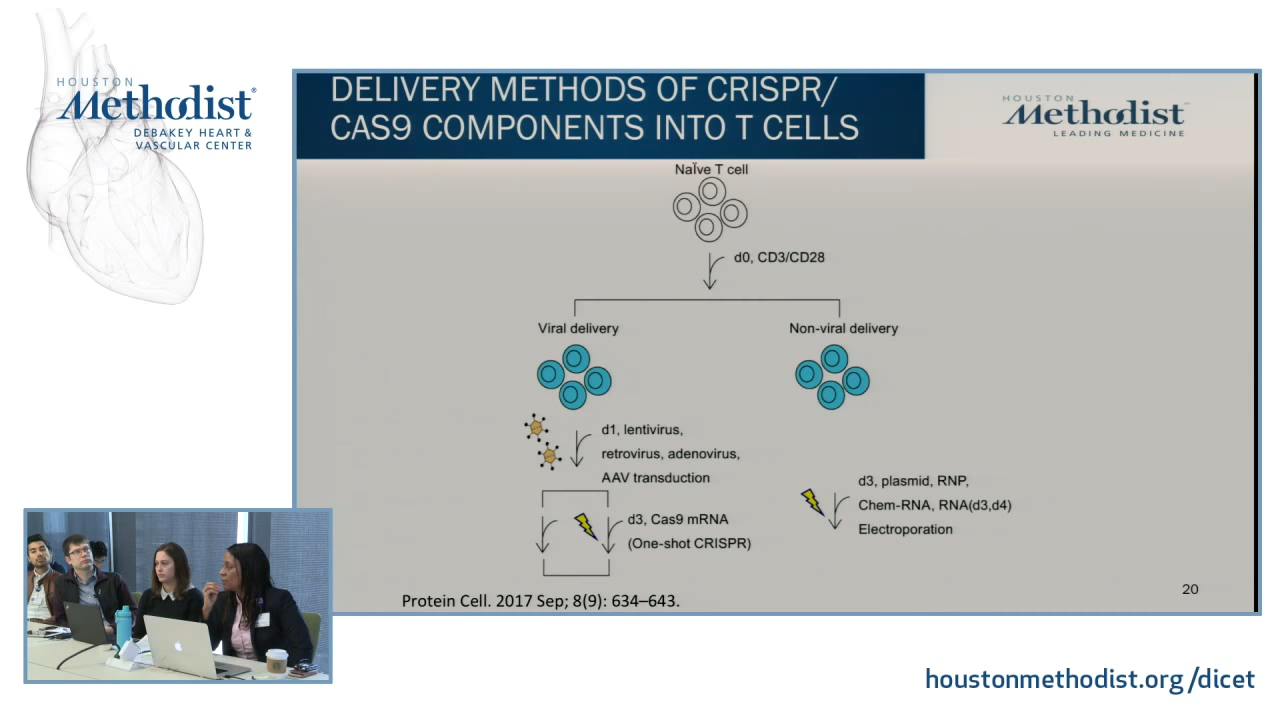 HOUSTON
Methodist®
DEBAKEY HEART &
VASCULAR CENTER
DELIVERY METHODS OF CRISPR/
CAS9 COMPONENTS INTO T CELLS
HOUSTON
Methodist
LEADING MEDICINE
Naïve T cell
d0, CD3/CD28
Viral delivery
Non-viral delivery
d1, lentivirus,
retrovirus, adenovirus,
AAV transduction
d3, Cas9 mRNA
(One-shot CRISPR)
d3, plasmid, RNP,
Chem-RNA, RNA(d3,d4)
Electroporation
Protein Cell. 2017 Sep; 8(9): 634–643.
20
houstonmethodist.org/dicet